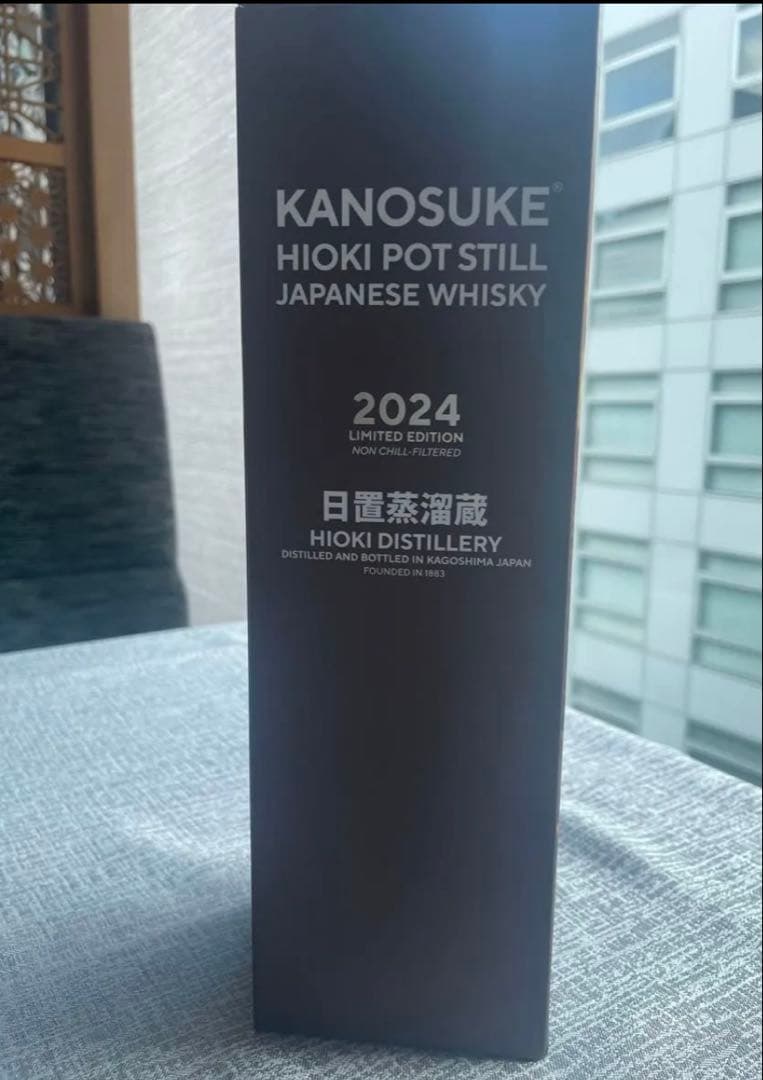 KANOSUKE®
HIOKI POT STILL
JAPANESE WHISKY
2024
LIMITED EDITION
NON CHILL-FILTERED
日置蒸溜蔵
HIOKI DISTILLERY
DISTILLED AND BOTTLED IN KAGOSHIMA JAPAN
FOUNDED IN 1883